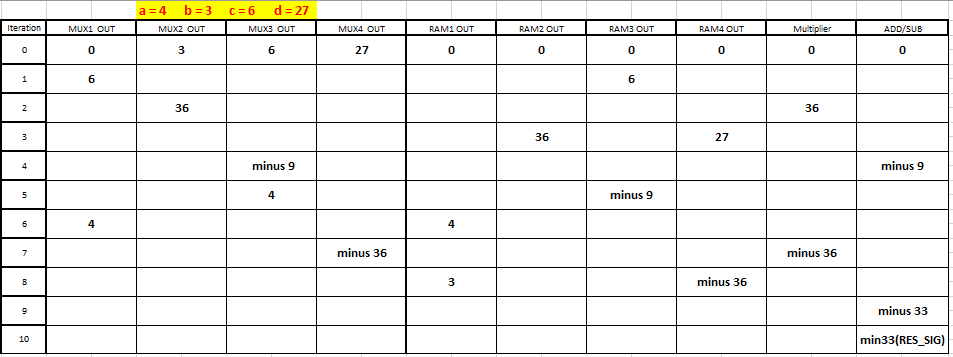 a = 4 b = 3 c = 6 d = 27
Iteration MUX1 OUT MUX2 OUT MUX3 OUT MUX4 OUT RAM1 OUT RAM2 OUT RAM3 OUT RAM4 OUT Multiplier ADD/SUB
0 0 3 6 27 0 0 0 0 0 0
1 6 6
2 36 36
3 36 27
4 minus 9 minus 9
5 4 minus 9
6 4 4
7 minus 36 minus 36
8 3 minus 36
9 minus 33
10 min33(RES_SIG)